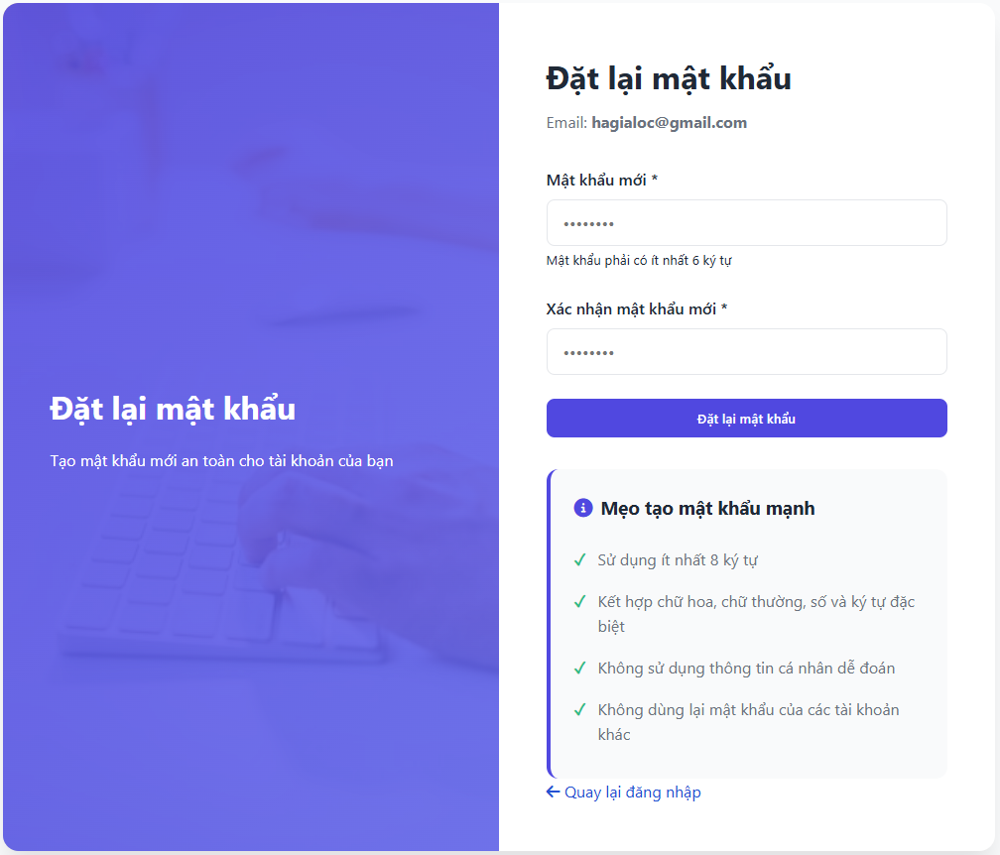 Đặt lại mật khẩu
Tạo mật khẩu mới an toàn cho tài khoản của bạn
Đặt lại mật khẩu
Email: hagialoc@gmail.com
Mật khẩu mới *
••••••••
Mật khẩu phải có ít nhất 6 ký tự
Xác nhận mật khẩu mới *
••••••••
Đặt lại mật khẩu
Mẹo tạo mật khẩu mạnh
✓ Sử dụng ít nhất 8 ký tự
✓ Kết hợp chữ hoa, chữ thường, số và ký tự đặc
biệt
✓ Không sử dụng thông tin cá nhân dễ đoán
✓ Không dùng lại mật khẩu của các tài khoản
khác
← Quay lại đăng nhập